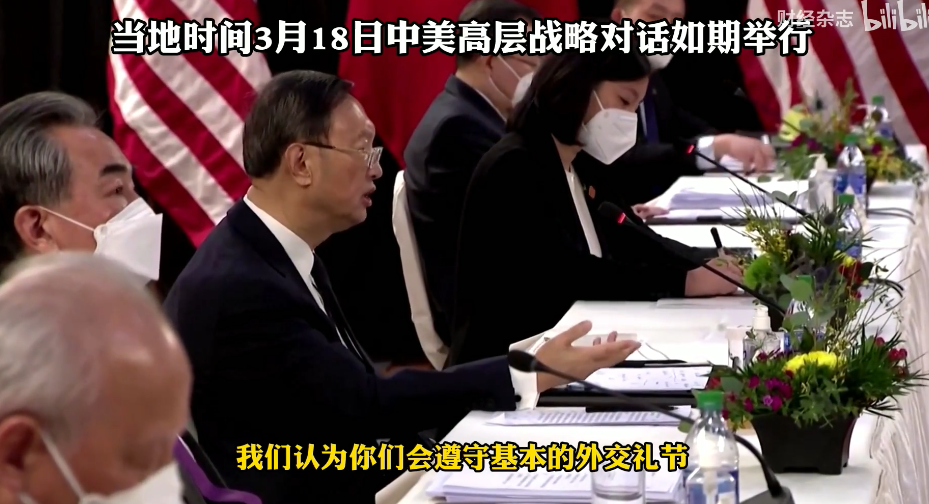 财经杂志 bilibili
当地时间3月18日中美高层战略对话如期举行
我们认为你们会遵守基本的外交礼节